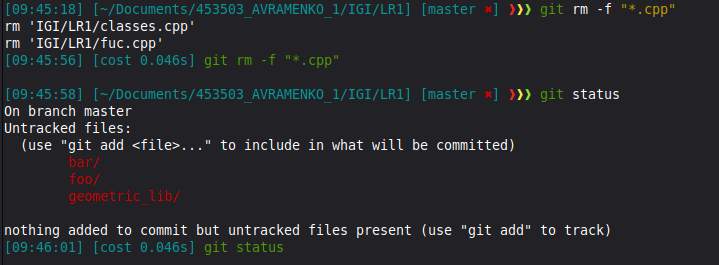 [09:45:18] [~/Documents/453503_AVRAMENKO_1/IGI/LR1] [master ✖] ❯❯❯ git rm -f "*.cpp"
rm 'IGI/LR1/classes.cpp'
rm 'IGI/LR1/fuc.cpp'
[09:45:56] [cost 0.046s] git rm -f "*.cpp"
[09:45:58] [~/Documents/453503_AVRAMENKO_1/IGI/LR1] [master ✖] ❯❯❯ git status
On branch master
Untracked files:
  (use "git add <file>..." to include in what will be committed)
        bar/
        foo/
        geometric_lib/
nothing added to commit but untracked files present (use "git add" to track)
[09:46:01] [cost 0.046s] git status